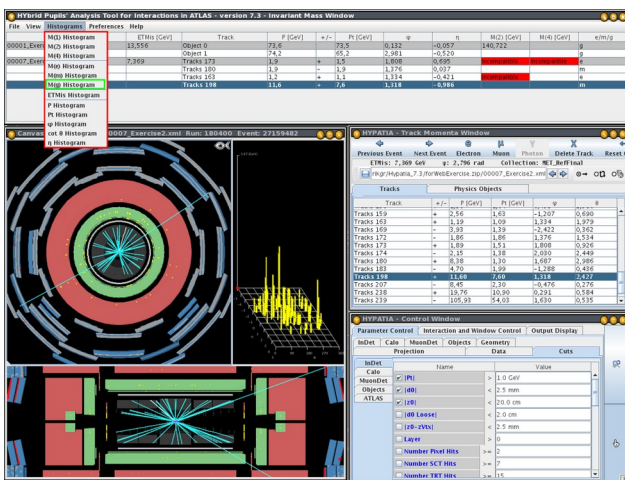 HYbrid Pupils' Analysis Tool for Interactions in ATLAS - version 7.3 - Invariant Mass Window
File View Histograms Preferences Help
ETMis [GeV] Track P [GeV] +/- Pt [GeV] φ η M(2) [GeV] M(4) [GeV] e/m/g
00001_Exerc 13,556 Object 0 73,6 73,5 0,132 -0,057 140,722 g
Object 1 74,2 65,2 2,981 -0,520 g
00007_Exerc 7,369 Tracks 173 1,9 + 1,5 1,808 0,695 e
Tracks 180 1,9 - 1,9 1,376 0,037 m
Tracks 163 1,2 + 1,1 1,334 -0,421 e
Tracks 198 11,6 + 7,6 1,318 -0,986 m
M(1) Histogram
M(2) Histogram
M(4) Histogram
M(e) Histogram
M(m) Histogram
M(g) Histogram
ETMis Histogram
P Histogram
Pt Histogram
φ Histogram
cot θ Histogram
η Histogram
Canvas 00007_Exercise2.xml Run: 180400 Event: 27159482
HYPATIA - Track Momenta Window
Previous Event Next Event Electron Muon Photon Delete Track Reset
ETMis: 7,369 GeV φ: 2,796 rad Collection: MET_RefFinal
rikgr/Hypatia_7.3/forWebExercise.zip/00007_Exercise2.xml
Tracks Physics Objects
Track +/- P [GeV] Pt [GeV] φ θ
Tracks 159 + 2,56 1,63 -1,207 0,690
Tracks 163 + 1,19 1,09 1,334 1,979
Tracks 169 - 3,93 1,39 -2,422 0,362
Tracks 172 - 1,86 1,86 1,376 1,534
Tracks 173 + 1,89 1,51 1,808 0,926
Tracks 174 - 2,15 1,38 2,030 2,449
Tracks 180 + 8,38 1,30 1,687 2,986
Tracks 183 - 4,70 1,99 -1,288 0,436
Tracks 198 + 11,60 7,60 1,318 2,427
Tracks 207 - 8,45 2,30 -0,476 0,276
Tracks 238 + 19,76 10,90 0,291 0,584
Tracks 239 - 105,93 54,03 1,630 0,535
HYPATIA - Control Window
Parameter Control Interaction and Window Control Output Display
InDet Calo MuonDet Objects Geometry
Projection Data Cuts
InDet
Calo
MuonDet
Objects
ATLAS
Name Value
|Pt| > 1.0 GeV
|d0| < 2.5 mm
|z0| < 20.0 cm
|d0 Loose| < 2.0 cm
|z0-zVtx| < 2.5 mm
Layer > 0
Number Pixel Hits >= 2
Number SCT Hits >= 7
Number TRT Hits >= 15